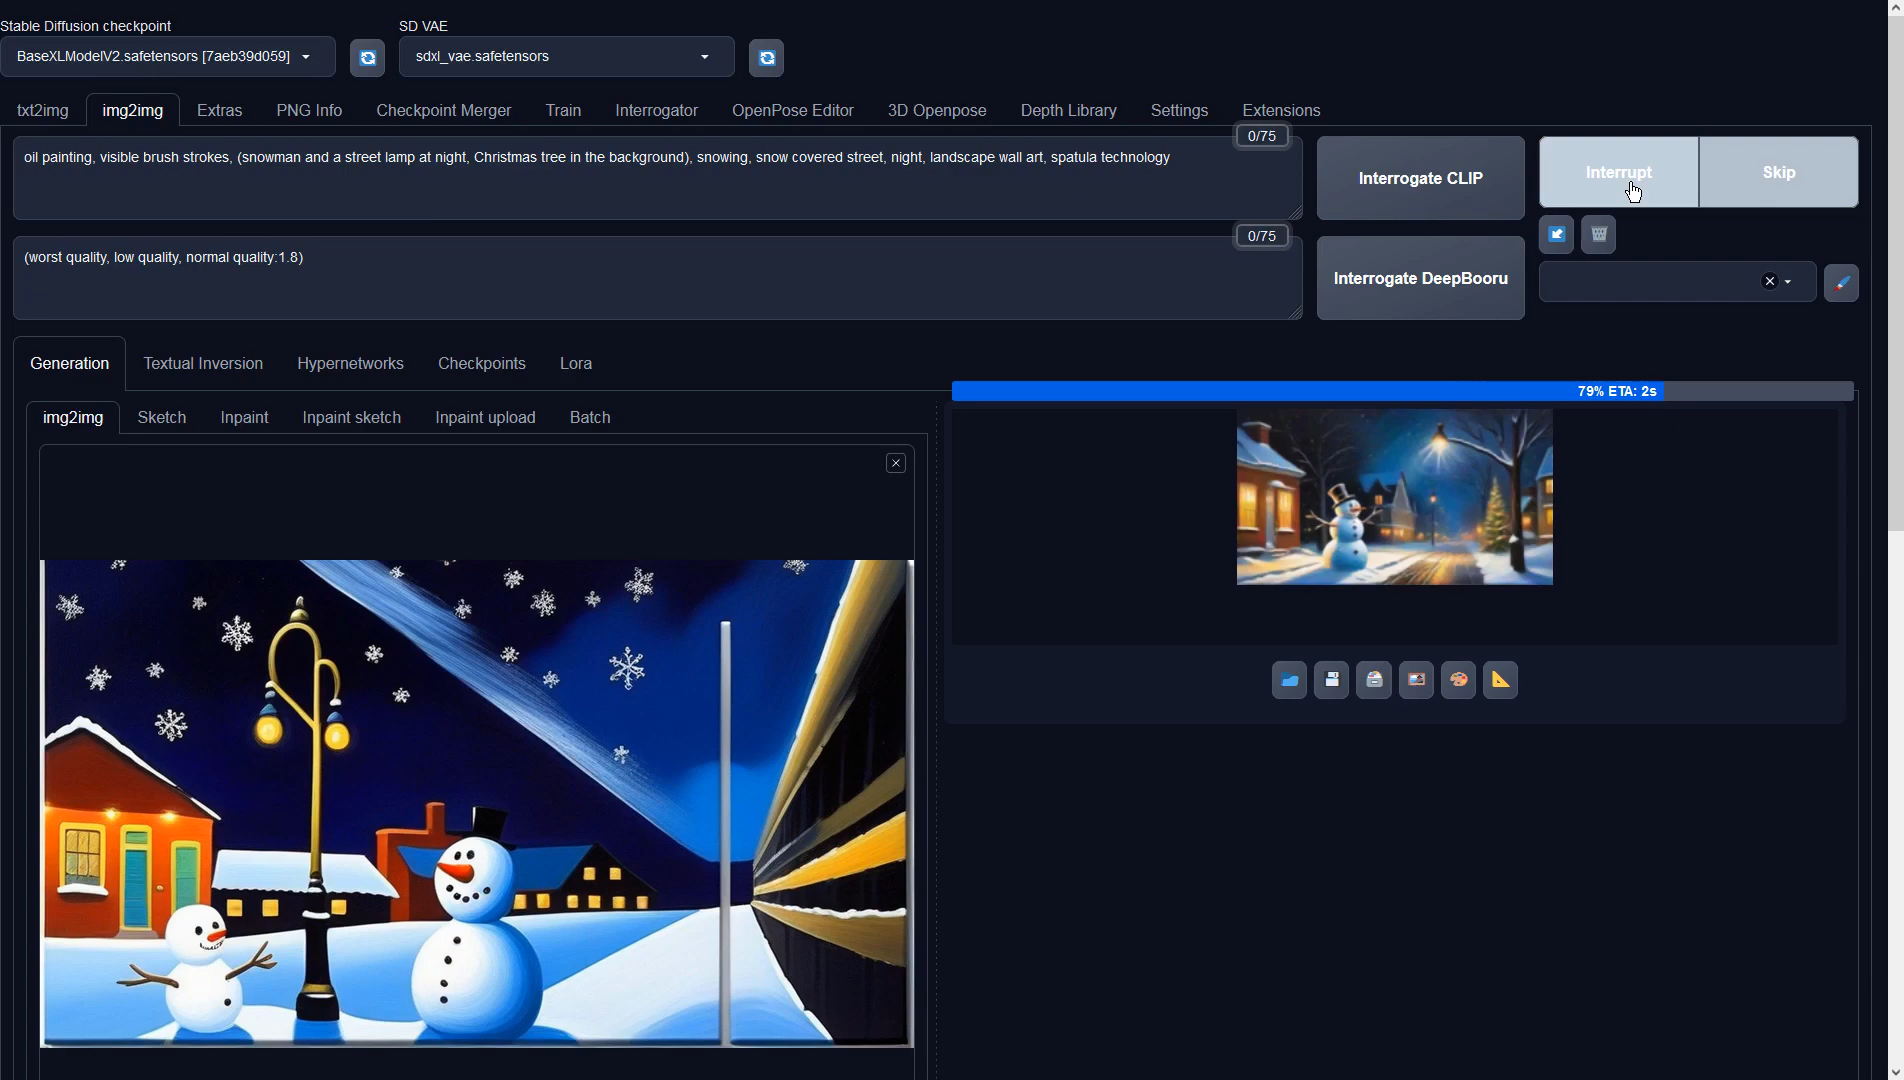 Stable Diffusion checkpoint
SD VAE
BaseXLModelV2.safetensors [7aeb39d059]
sdxl_vae.safetensors
txt2img
img2img
Extras
PNG Info
Checkpoint Merger
Train
Interrogator
OpenPose Editor
3D Openpose
Depth Library
Settings
Extensions
0/75
oil painting, visible brush strokes, (snowman and a street lamp at night, Christmas tree in the background), snowing, snow covered street, night, landscape wall art, spatula technology
Interrogate CLIP
Interrupt
Skip
0/75
(worst quality, low quality, normal quality:1.8)
Interrogate DeepBooru
Generation
Textual Inversion
Hypernetworks
Checkpoints
Lora
79% ETA: 2s
img2img
Sketch
Inpaint
Inpaint sketch
Inpaint upload
Batch